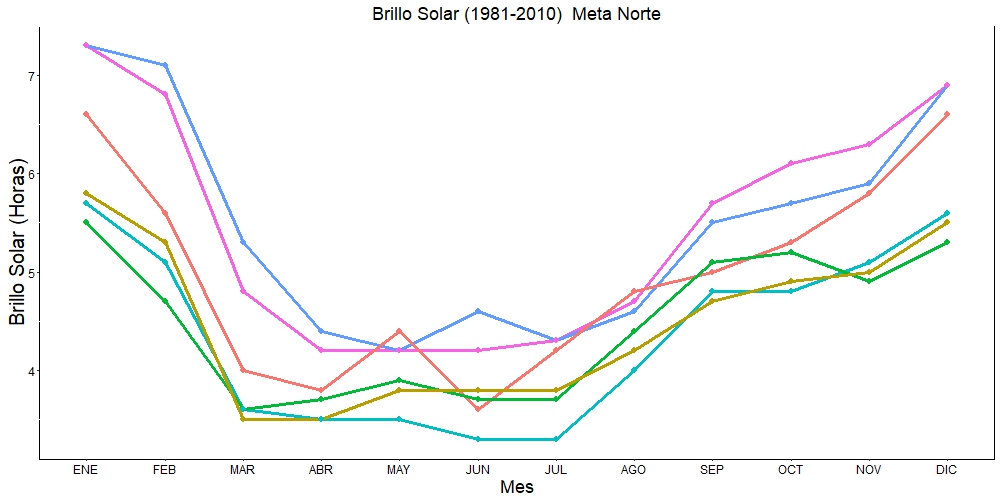 Brillo Solar (1981-2010)  Meta Norte
Brillo Solar (Horas)
7
6
5
4
ENE FEB MAR ABR MAY JUN JUL AGO SEP OCT NOV DIC
Mes